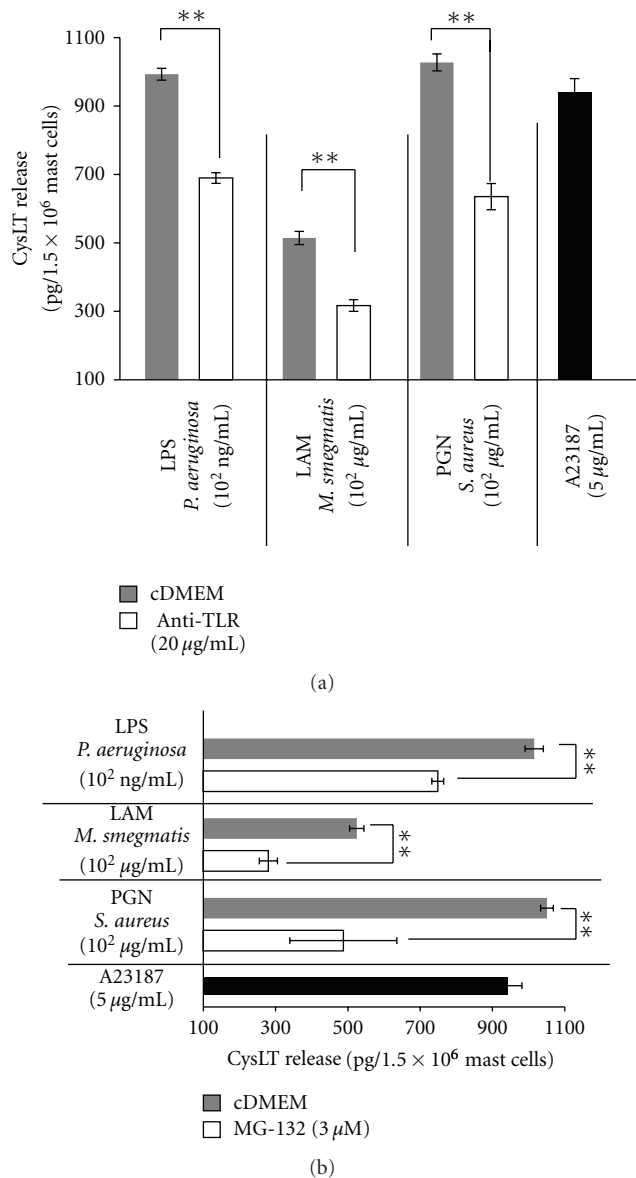 CysLT release
(pg/1.5 × 10⁶ mast cells)
1100
900
700
500
300
100
**
**
**
LPS
P. aeruginosa
(10² ng/mL)
LAM
M. smegmatis
(10² µg/mL)
PGN
S. aureus
(10² µg/mL)
A23187
(5 µg/mL)
cDMEM
Anti-TLR
(20 µg/mL)
(a)
LPS
P. aeruginosa
(10² ng/mL)
**
LAM
M. smegmatis
(10² µg/mL)
**
PGN
S. aureus
(10² µg/mL)
**
A23187
(5 µg/mL)
100 300 500 700 900 1100
CysLT release (pg/1.5 × 10⁶ mast cells)
cDMEM
MG-132 (3 µM)
(b)